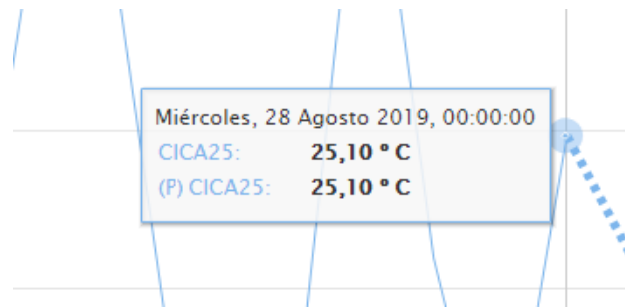 Miércoles, 28 Agosto 2019, 00:00:00
CICA25: 25,10 º C
(P) CICA25: 25,10 º C